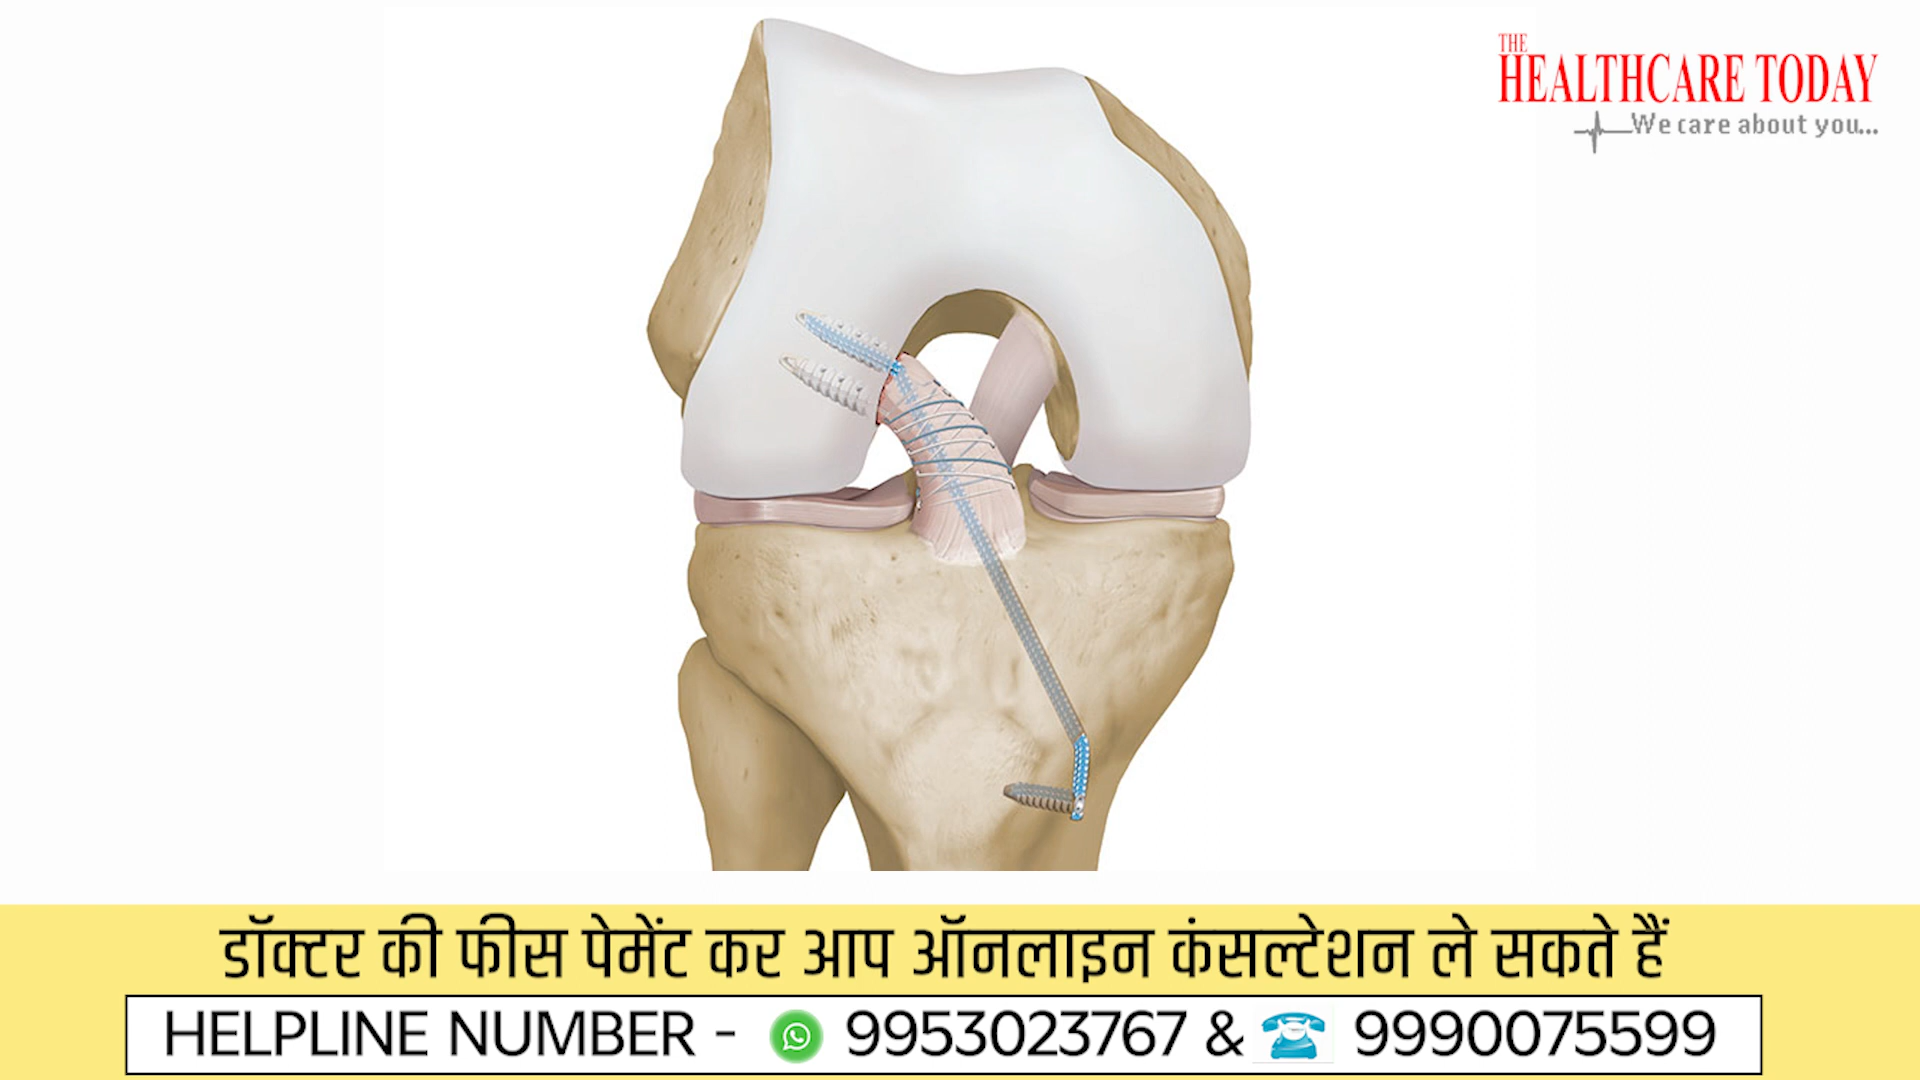 THE
HEALTHCARE TODAY
We care about you...
डॉक्टर की फीस पेमेंट कर आप ऑनलाइन कंसल्टेशन ले सकते हैं
HELPLINE NUMBER - 9953023767 & 9990075599